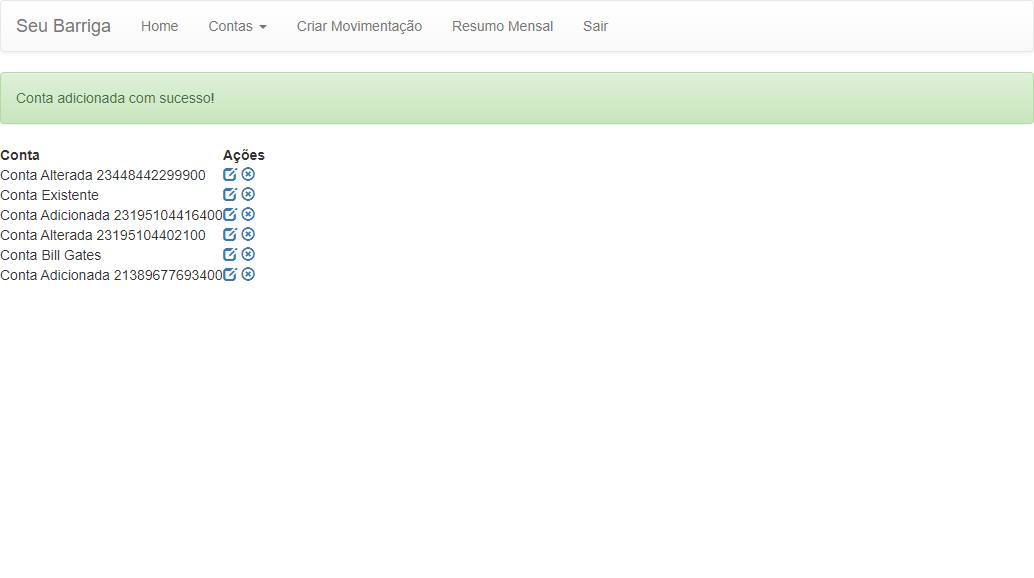 Seu Barriga Home Contas Criar Movimentação Resumo Mensal Sair
Conta adicionada com sucesso!
Conta Ações
Conta Alterada 23448442299900
Conta Existente
Conta Adicionada 23195104416400
Conta Alterada 23195104402100
Conta Bill Gates
Conta Adicionada 21389677693400